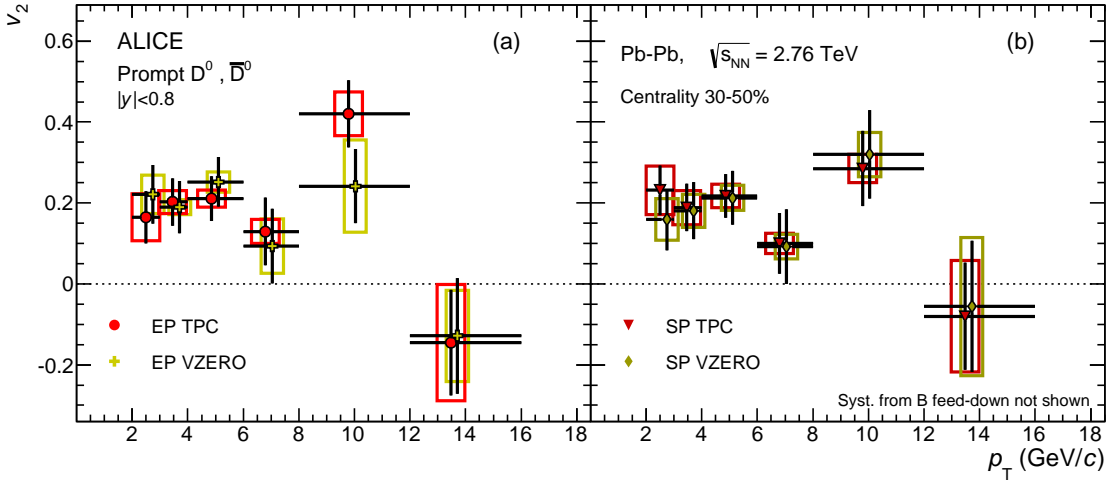 v₂
0.6
0.4
0.2
0
-0.2
ALICE
(a)
Prompt D⁰ , D̅⁰
|y|<0.8
EP TPC
EP VZERO
2 4 6 8 10 12 14 16 18
(b)
Pb-Pb, √sNN = 2.76 TeV
Centrality 30-50%
SP TPC
SP VZERO
Syst. from B feed-down not shown
2 4 6 8 10 12 14 16 18
pT (GeV/c)